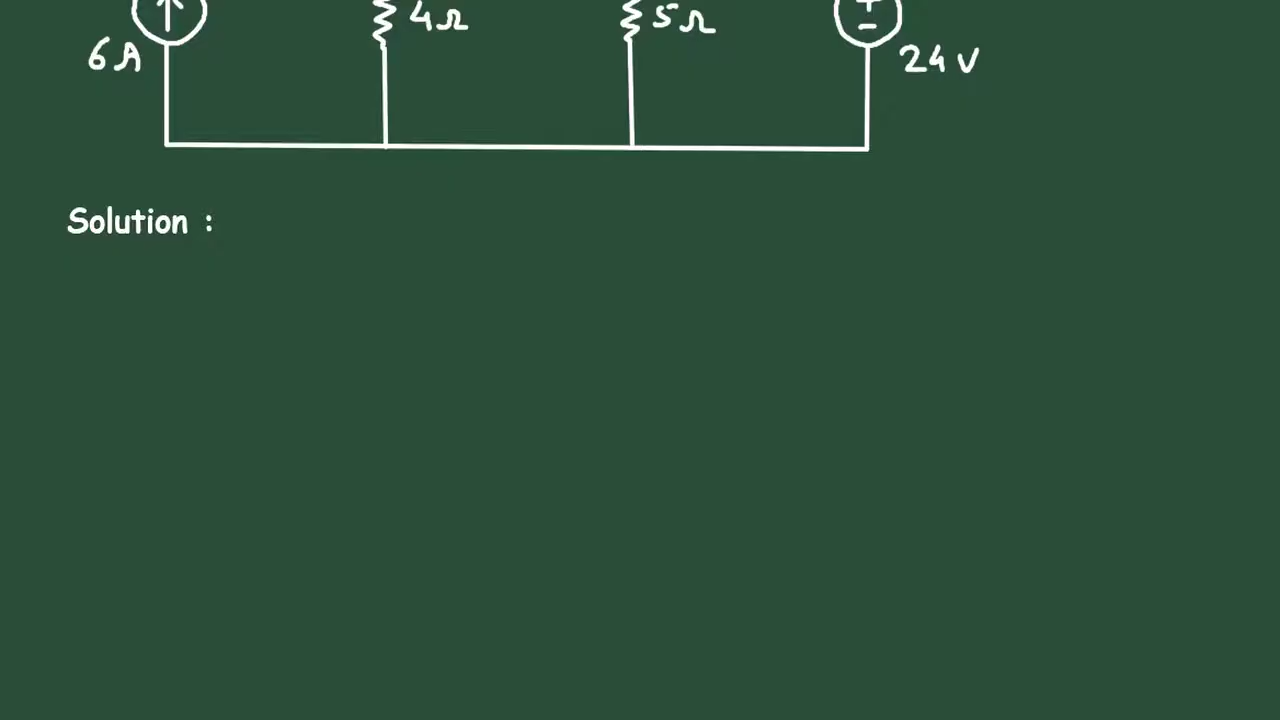 4Ω 5Ω + −
6A 24V
Solution :